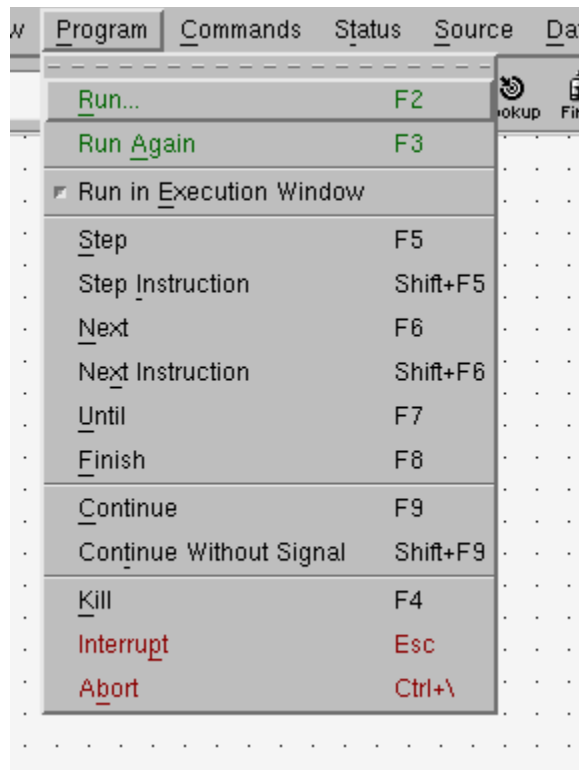 Program Commands Status Source
Run... F2
Run Again F3
Run in Execution Window
Step F5
Step Instruction Shift+F5
Next F6
Next Instruction Shift+F6
Until F7
Finish F8
Continue F9
Continue Without Signal Shift+F9
Kill F4
Interrupt Esc
Abort Ctrl+\